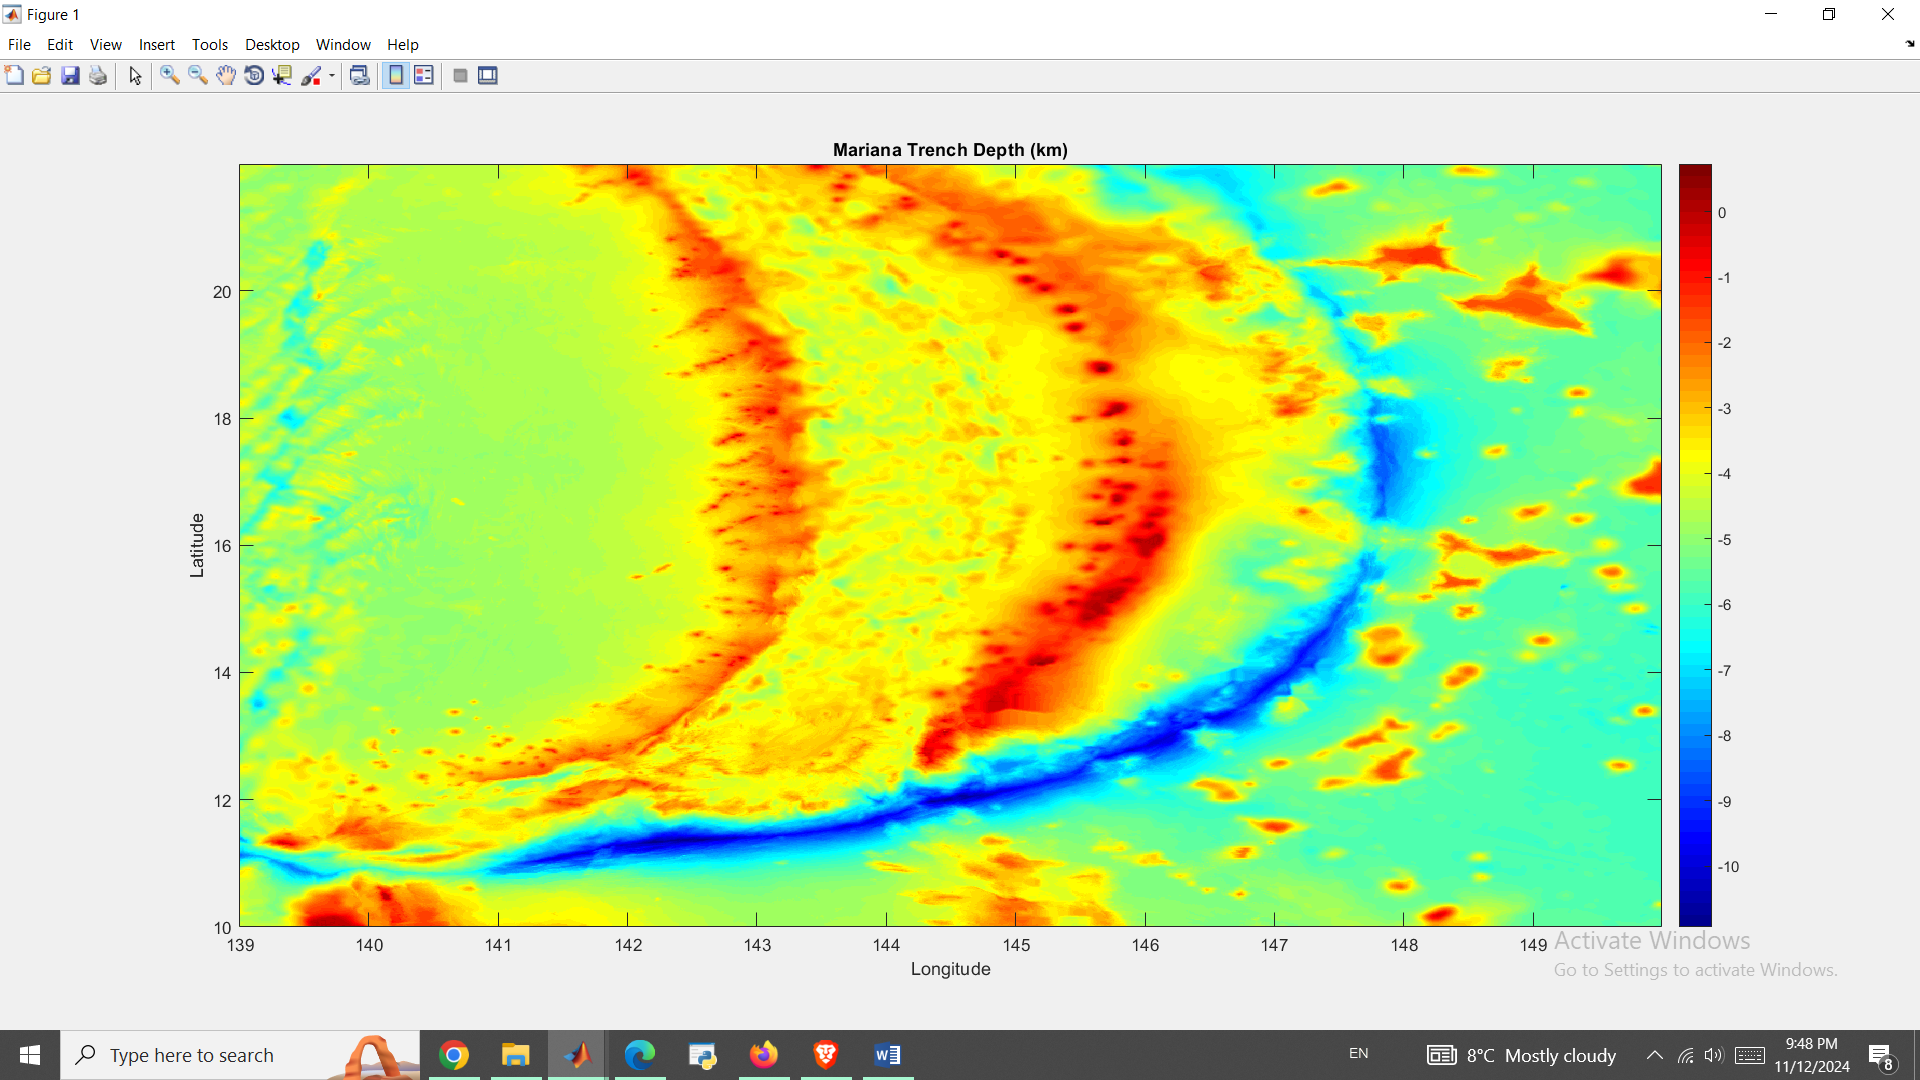 Figure 1
File Edit View Insert Tools Desktop Window Help
Mariana Trench Depth (km)
Latitude
20
18
16
14
12
10
139 140 141 142 143 144 145 146 147 148 149
Longitude
0
-1
-2
-3
-4
-5
-6
-7
-8
-9
-10
Activate Windows
Go to Settings to activate Windows.
Type here to search
EN
8°C Mostly cloudy
9:48 PM
11/12/2024
8